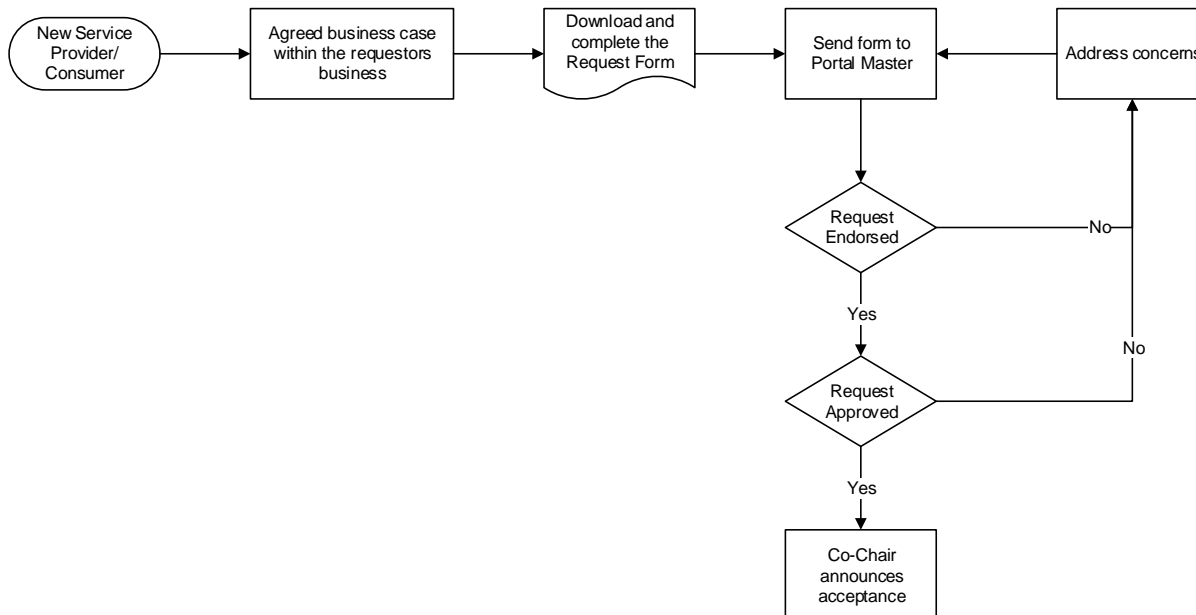 New Service
Provider/
Consumer
Agreed business case
within the requestors
business
Download and
complete the
Request Form
Send form to
Portal Master
Address concerns
Request
Endorsed
No
Yes
No
Request
Approved
Yes
Co-Chair
announces
acceptance